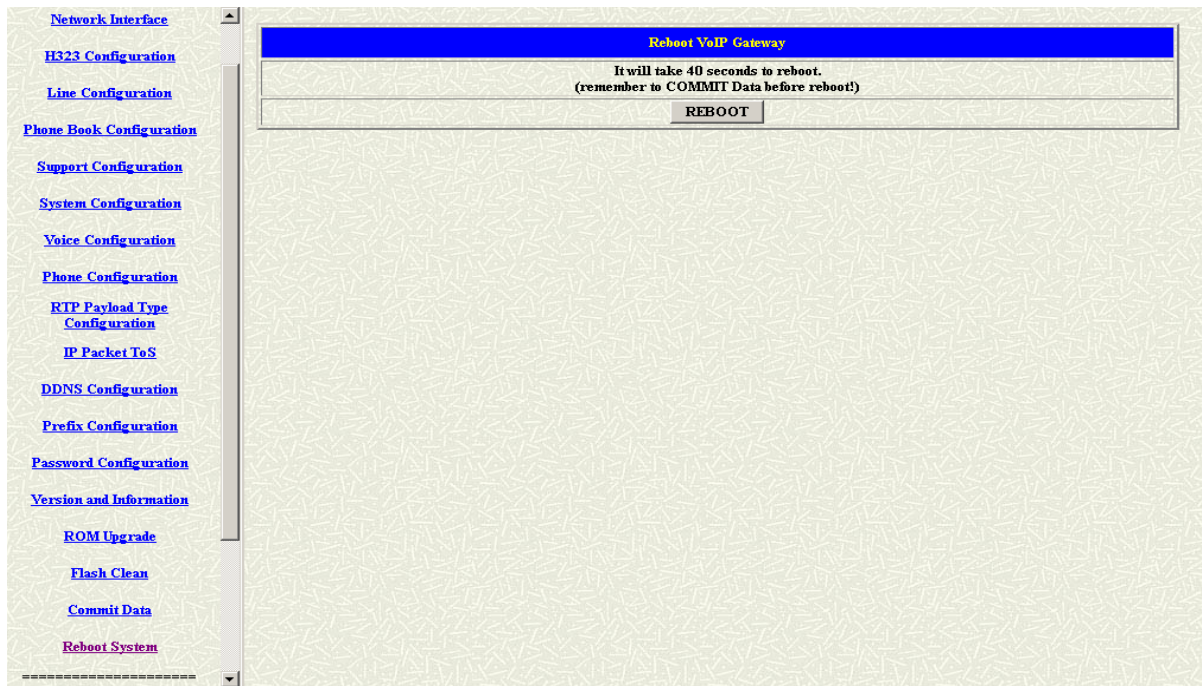 Network Interface
H323 Configuration
Line Configuration
Phone Book Configuration
Support Configuration
System Configuration
Voice Configuration
Phone Configuration
RTP Payload Type
Configuration
IP Packet ToS
DDNS Configuration
Prefix Configuration
Password Configuration
Version and Information
ROM Upgrade
Flash Clean
Commit Data
Reboot System
=====================
Reboot VoIP Gateway
It will take 40 seconds to reboot.
(remember to COMMIT Data before reboot!)
REBOOT